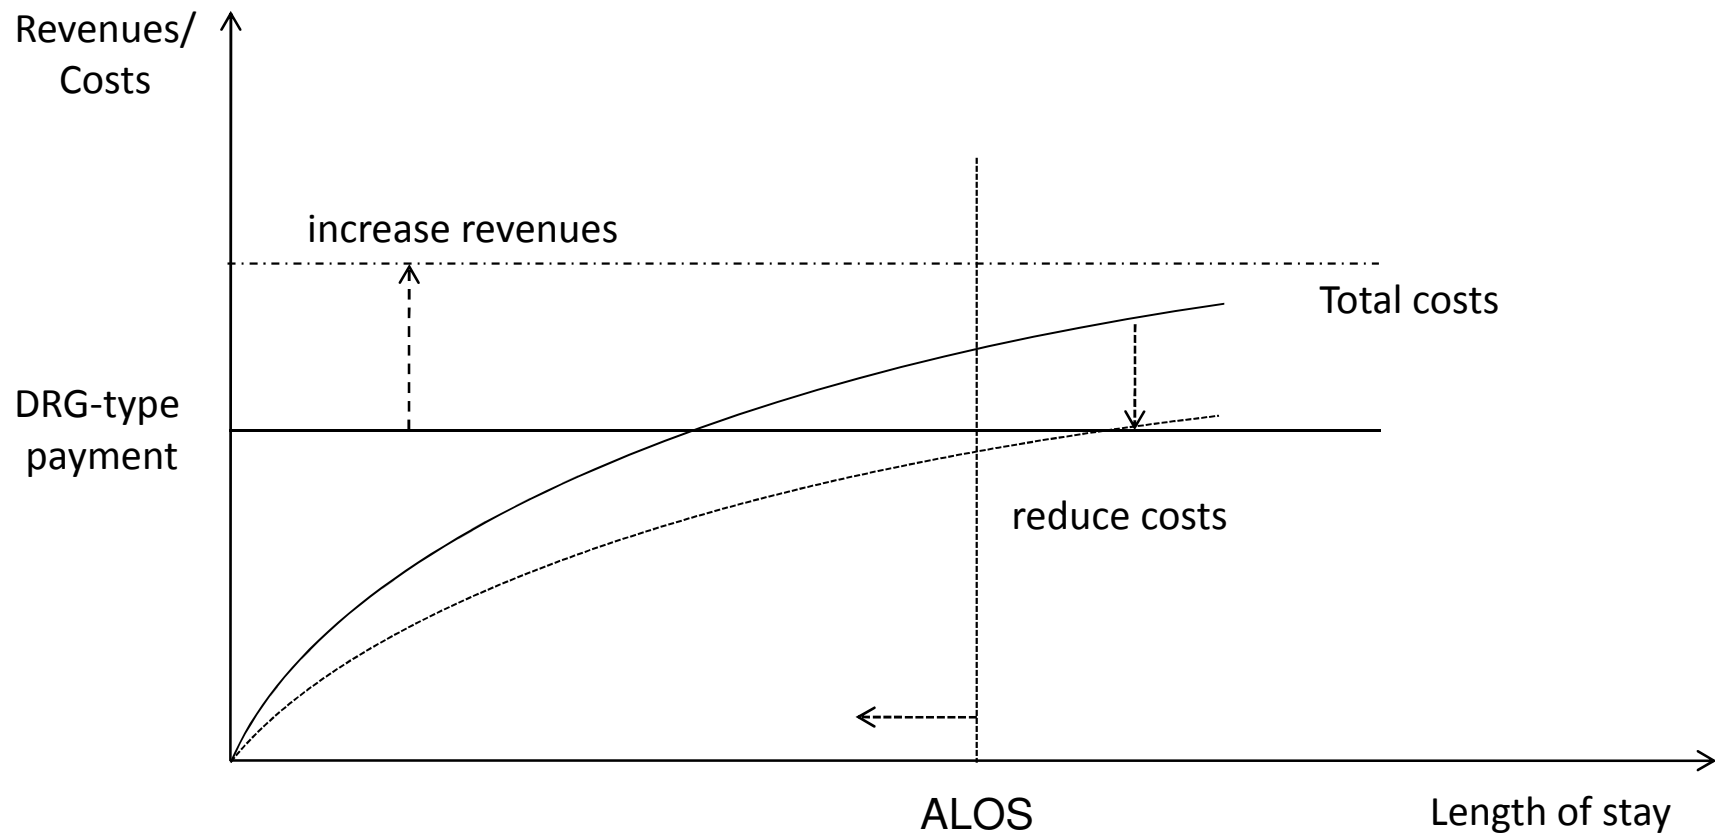 Revenues/
Costs
increase revenues
Total costs
DRG-type
payment
reduce costs
ALOS
Length of stay